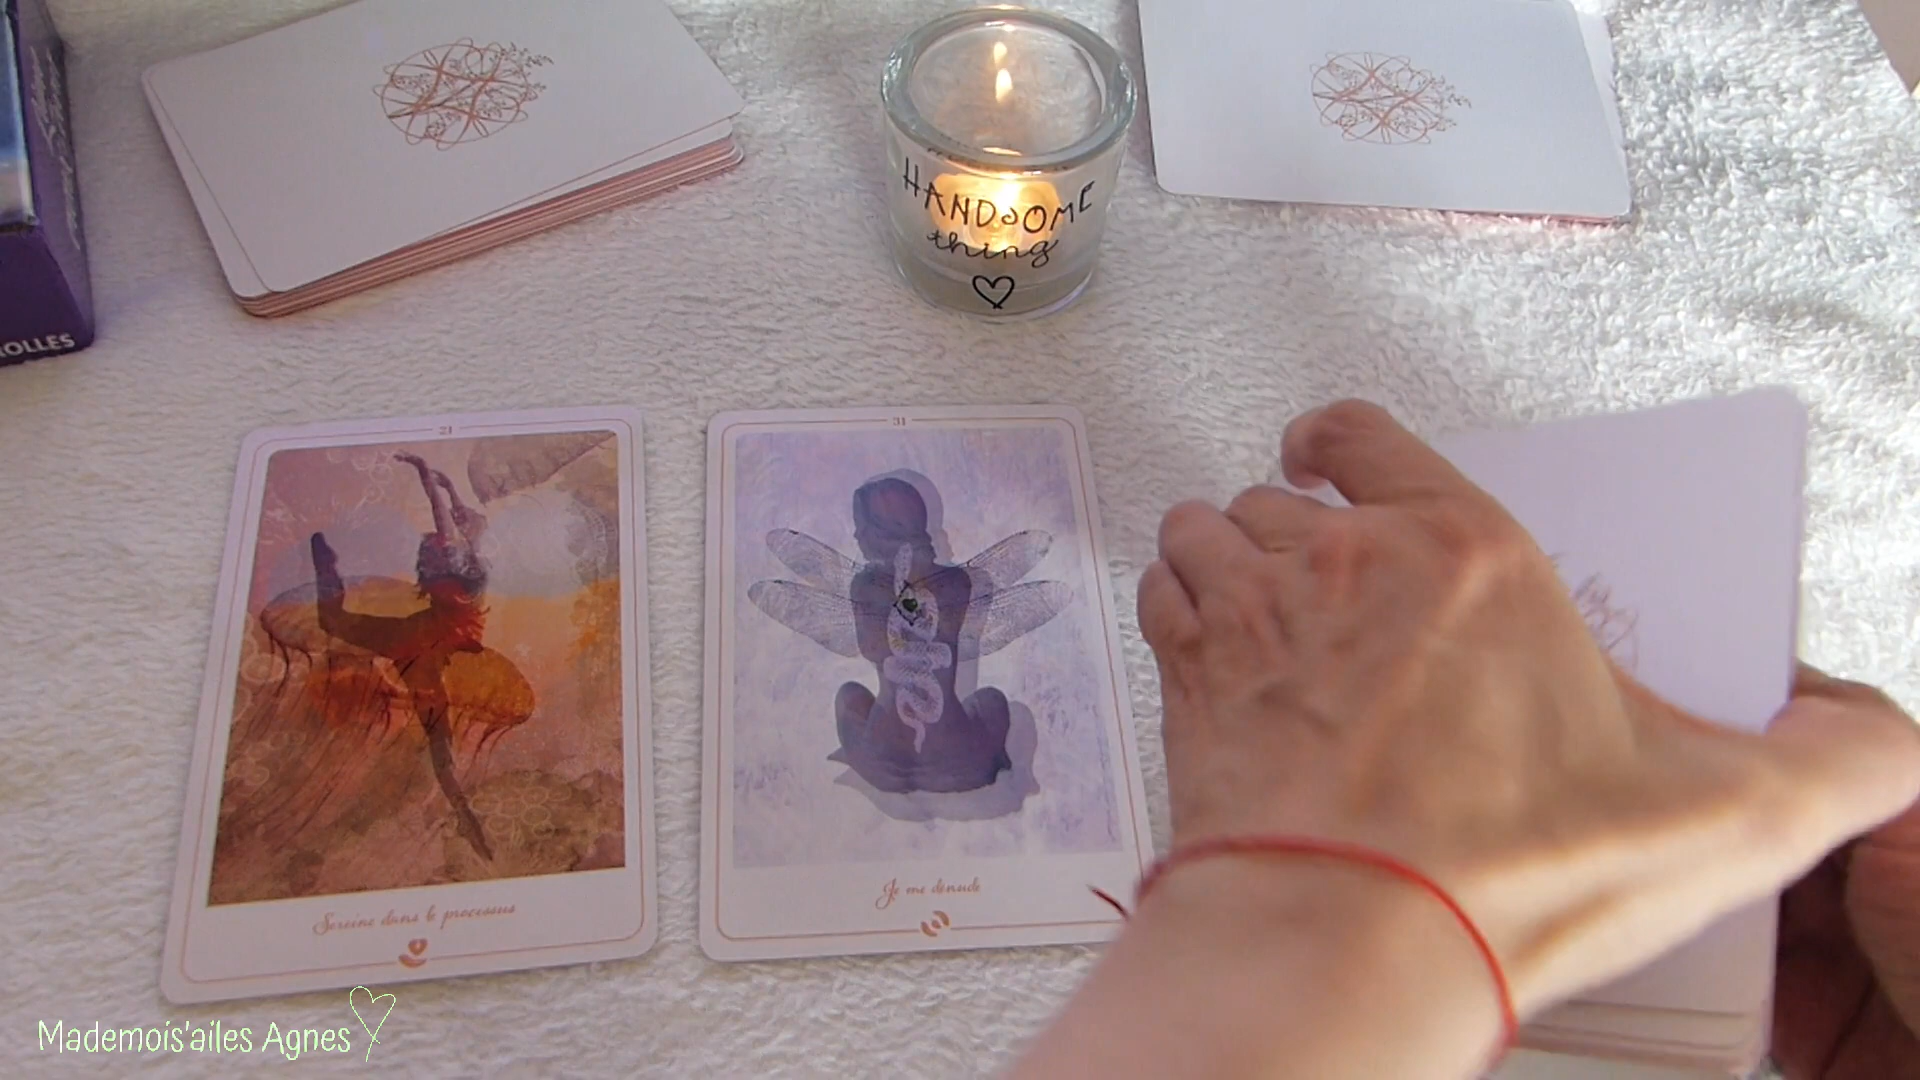 HANDSOME
thing
OLLES
21
31
Sereine dans le processus
Je me dénude
Mademois'ailes Agnes